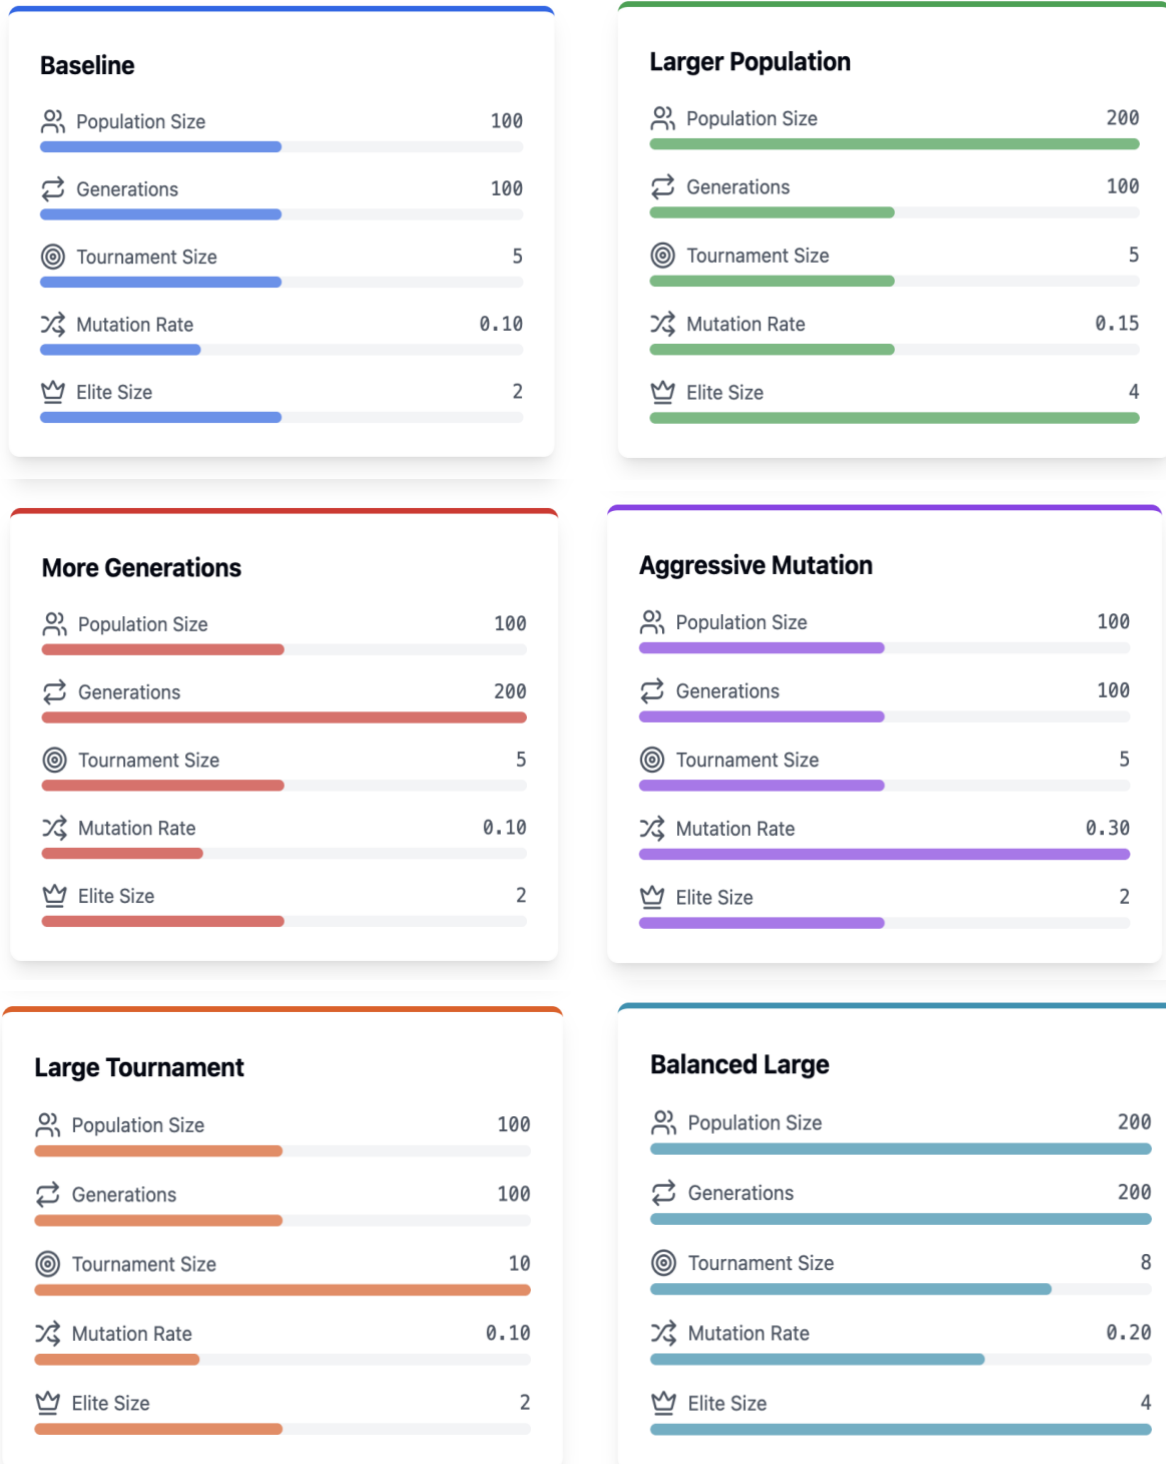 Baseline
Population Size 100
Generations 100
Tournament Size 5
Mutation Rate 0.10
Elite Size 2
Larger Population
Population Size 200
Generations 100
Tournament Size 5
Mutation Rate 0.15
Elite Size 4
More Generations
Population Size 100
Generations 200
Tournament Size 5
Mutation Rate 0.10
Elite Size 2
Aggressive Mutation
Population Size 100
Generations 100
Tournament Size 5
Mutation Rate 0.30
Elite Size 2
Large Tournament
Population Size 100
Generations 100
Tournament Size 10
Mutation Rate 0.10
Elite Size 2
Balanced Large
Population Size 200
Generations 200
Tournament Size 8
Mutation Rate 0.20
Elite Size 4